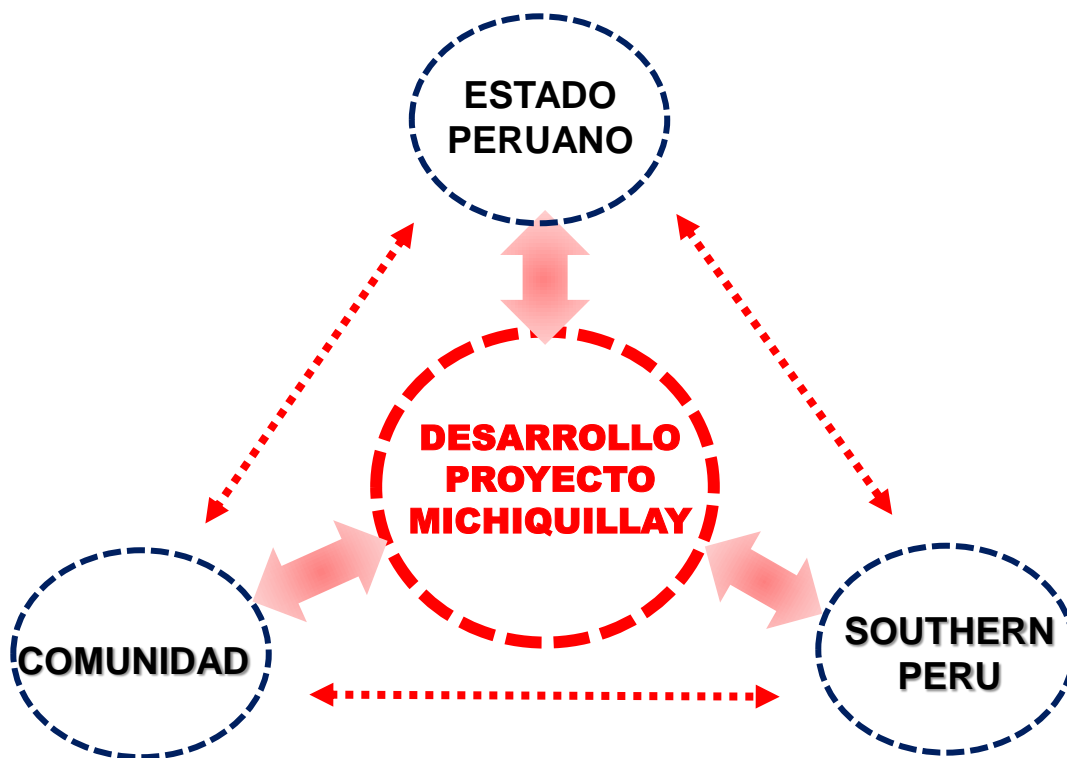 ESTADO
PERUANO
DESARROLLO
PROYECTO
MICHIQUILLAY
COMUNIDAD
SOUTHERN
PERU